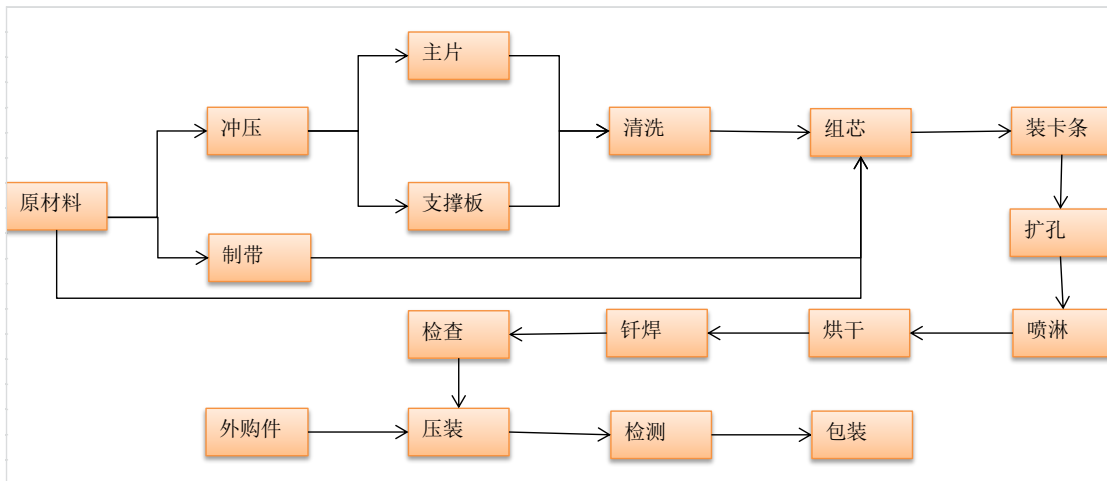 主片
冲压
清洗
组芯
装卡条
原材料
支撑板
制带
扩孔
检查
钎焊
烘干
喷淋
外购件
压装
检测
包装